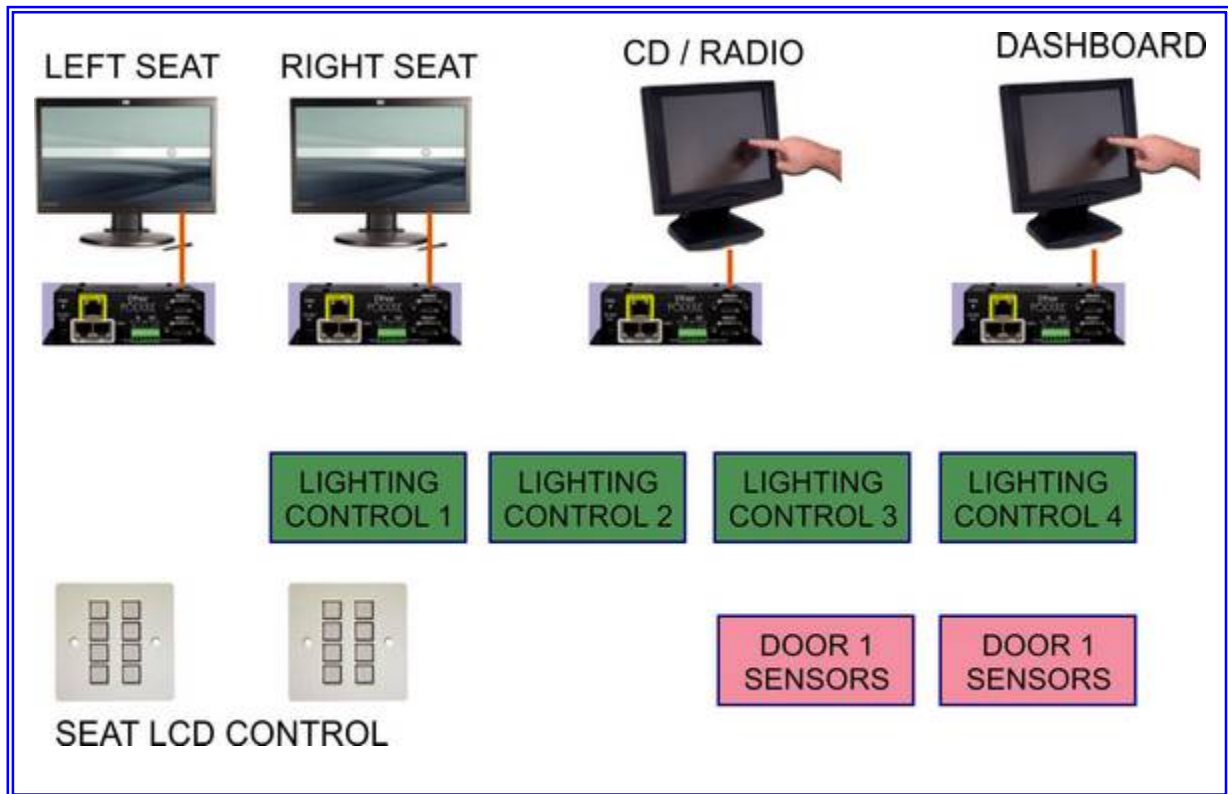 LEFT SEAT
RIGHT SEAT
CD / RADIO
DASHBOARD
LIGHTING
CONTROL 1
LIGHTING
CONTROL 2
LIGHTING
CONTROL 3
LIGHTING
CONTROL 4
DOOR 1
SENSORS
DOOR 1
SENSORS
SEAT LCD CONTROL